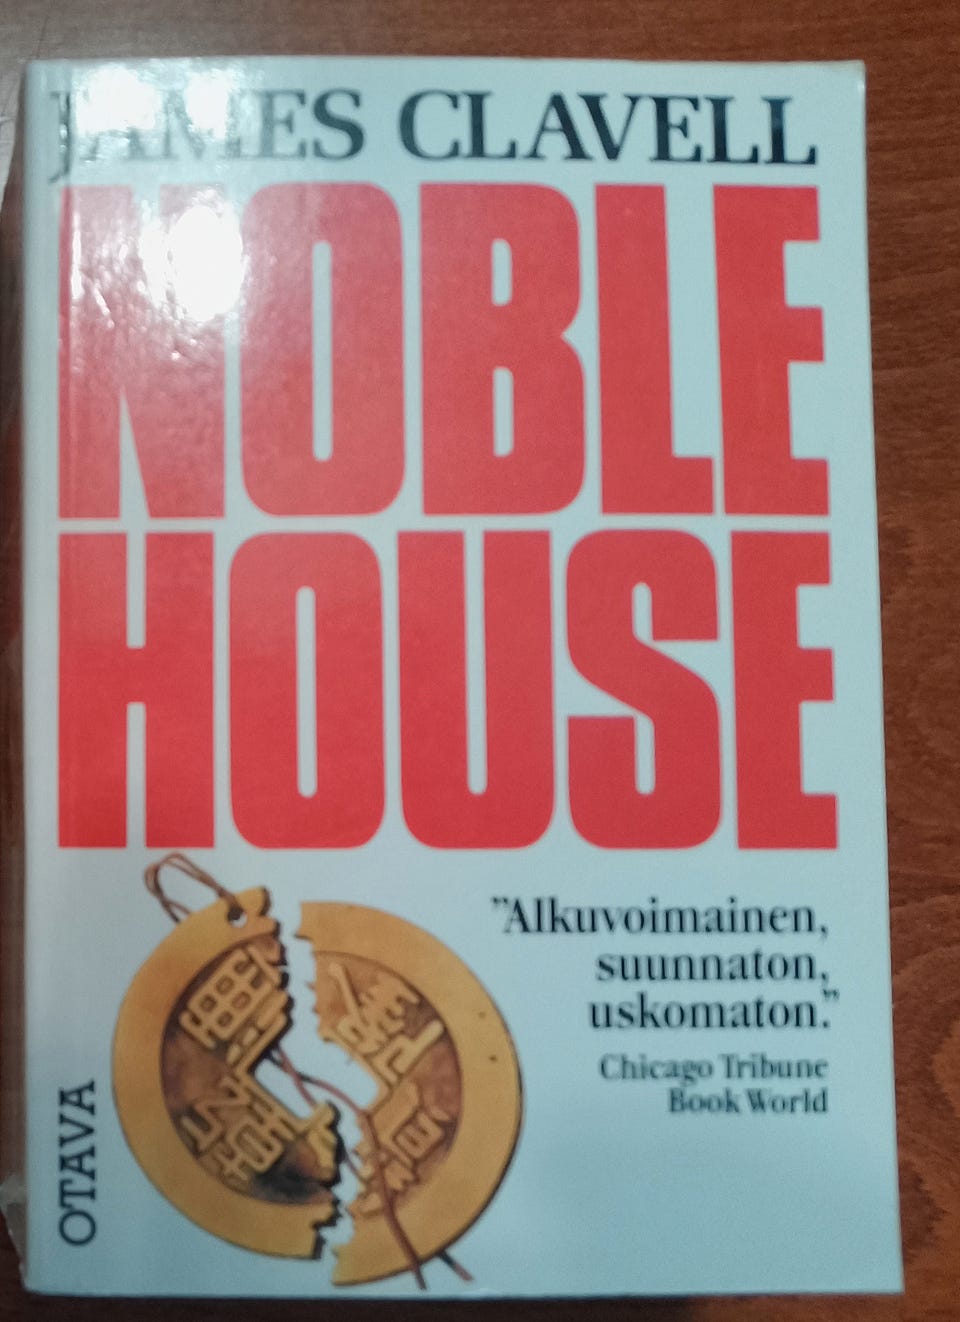 JAMES CLAVELL
NOBLE
HOUSE
”Alkuvoimainen,
suunnaton,
uskomaton.”
Chicago Tribune
Book World
OTAVA